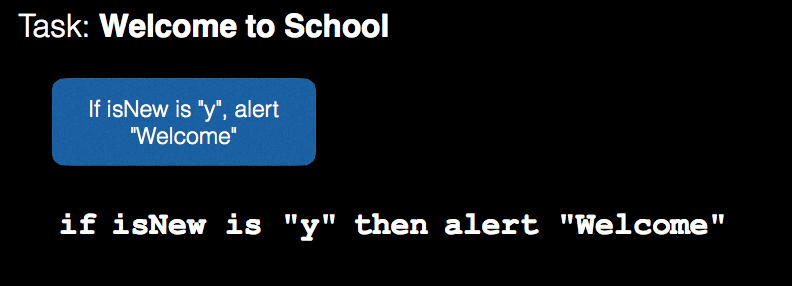 Task: Welcome to School
If isNew is "y", alert
"Welcome"
if isNew is "y" then alert "Welcome"